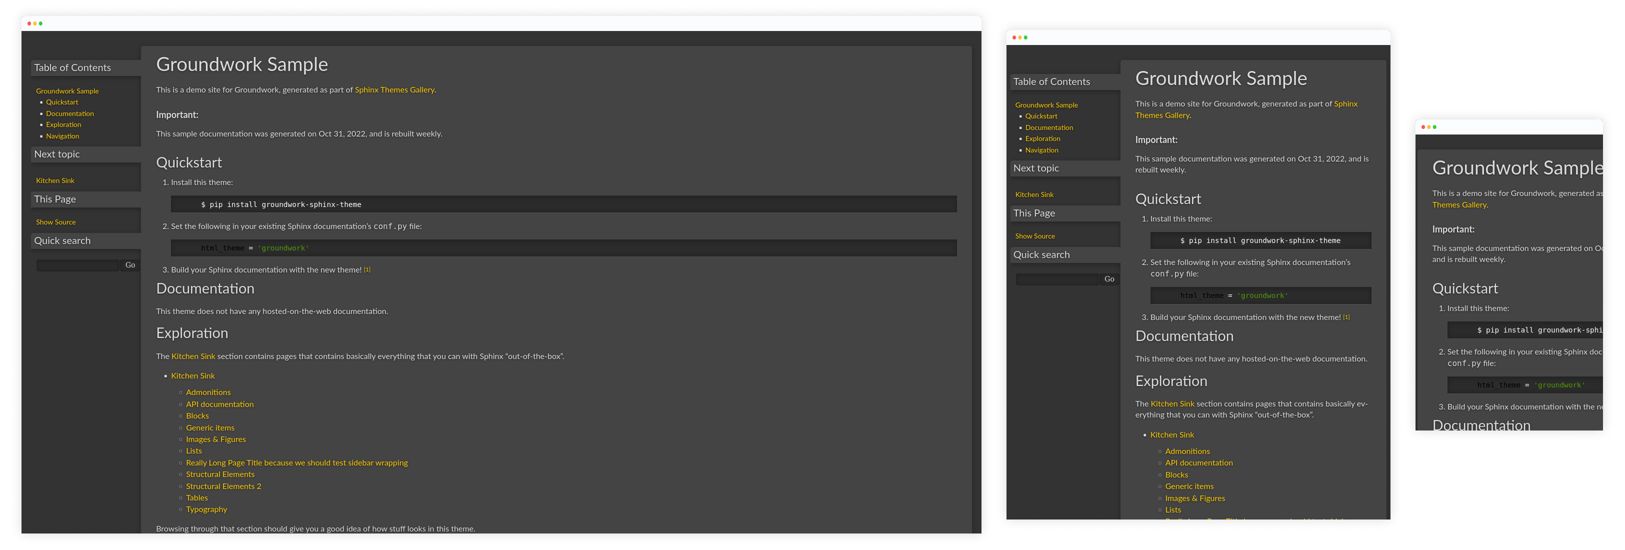 Table of Contents
Groundwork Sample
Quickstart
Documentation
Exploration
Navigation
Next topic
Kitchen Sink
This Page
Show Source
Quick search
Go
Groundwork Sample
This is a demo site for Groundwork, generated as part of Sphinx Themes Gallery.
Important:
This sample documentation was generated on Oct 31, 2022, and is rebuilt weekly.
Quickstart
1. Install this theme:
$ pip install groundwork-sphinx-theme
2. Set the following in your existing Sphinx documentation's conf.py file:
html_theme = 'groundwork'
3. Build your Sphinx documentation with the new theme! [1]
Documentation
This theme does not have any hosted-on-the-web documentation.
Exploration
The Kitchen Sink section contains pages that contains basically everything that you can with Sphinx "out-of-the-box".
Kitchen Sink
Admonitions
API documentation
Blocks
Generic items
Images & Figures
Lists
Really Long Page Title because we should test sidebar wrapping
Structural Elements
Structural Elements 2
Tables
Typography
Browsing through that section should give you a good idea of how stuff looks in this theme.
Table of Contents
Groundwork Sample
Quickstart
Documentation
Exploration
Navigation
Next topic
Kitchen Sink
This Page
Show Source
Quick search
Go
Groundwork Sample
This is a demo site for Groundwork, generated as part of Sphinx
Themes Gallery.
Important:
This sample documentation was generated on Oct 31, 2022, and is
rebuilt weekly.
Quickstart
1. Install this theme:
$ pip install groundwork-sphinx-theme
2. Set the following in your existing Sphinx documentation's
conf.py file:
html_theme = 'groundwork'
3. Build your Sphinx documentation with the new theme! [1]
Documentation
This theme does not have any hosted-on-the-web documentation.
Exploration
The Kitchen Sink section contains pages that contains basically ev-
erything that you can with Sphinx "out-of-the-box".
Kitchen Sink
Admonitions
API documentation
Blocks
Generic items
Images & Figures
Lists
Groundwork Sample
This is a demo site for Groundwork, generated as
Themes Gallery.
Important:
This sample documentation was generated on
and is rebuilt weekly.
Quickstart
1. Install this theme:
$ pip install groundwork-sphi
2. Set the following in your existing Sphinx doc
conf.py file:
html_theme = 'groundwork'
3. Build your Sphinx documentation with the
Documentation